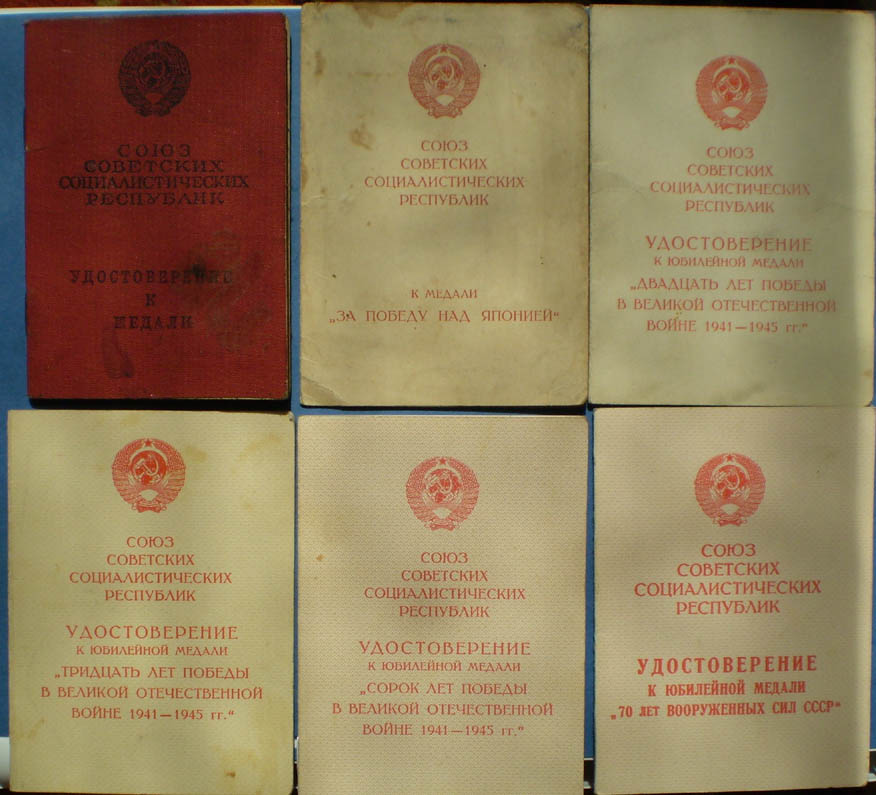 СОЮЗ
СОВЕТСКИХ
СОЦИАЛИСТИЧЕСКИХ
РЕСПУБЛИК
УДОСТОВЕРЕНИЕ
К
МЕДАЛИ
СОЮЗ
СОВЕТСКИХ
СОЦИАЛИСТИЧЕСКИХ
РЕСПУБЛИК
К МЕДАЛИ
„ЗА ПОБЕДУ НАД ЯПОНИЕЙ“
СОЮЗ
СОВЕТСКИХ
СОЦИАЛИСТИЧЕСКИХ
РЕСПУБЛИК
УДОСТОВЕРЕНИЕ
К ЮБИЛЕЙНОЙ МЕДАЛИ
„ДВАДЦАТЬ ЛЕТ ПОБЕДЫ
В ВЕЛИКОЙ ОТЕЧЕСТВЕННОЙ
ВОЙНЕ 1941—1945 гг.“
СОЮЗ
СОВЕТСКИХ
СОЦИАЛИСТИЧЕСКИХ
РЕСПУБЛИК
УДОСТОВЕРЕНИЕ
К ЮБИЛЕЙНОЙ МЕДАЛИ
„ТРИДЦАТЬ ЛЕТ ПОБЕДЫ
В ВЕЛИКОЙ ОТЕЧЕСТВЕННОЙ
ВОЙНЕ 1941—1945 гг.“
СОЮЗ
СОВЕТСКИХ
СОЦИАЛИСТИЧЕСКИХ
РЕСПУБЛИК
УДОСТОВЕРЕНИЕ
К ЮБИЛЕЙНОЙ МЕДАЛИ
„СОРОК ЛЕТ ПОБЕДЫ
В ВЕЛИКОЙ ОТЕЧЕСТВЕННОЙ
ВОЙНЕ 1941—1945 гг.“
СОЮЗ
СОВЕТСКИХ
СОЦИАЛИСТИЧЕСКИХ
РЕСПУБЛИК
УДОСТОВЕРЕНИЕ
К ЮБИЛЕЙНОЙ МЕДАЛИ
„70 ЛЕТ ВООРУЖЕННЫХ СИЛ СССР“